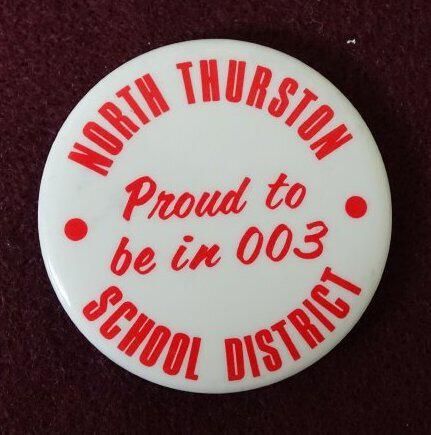 NORTH THURSTON
Proud to
be in 003
SCHOOL DISTRICT